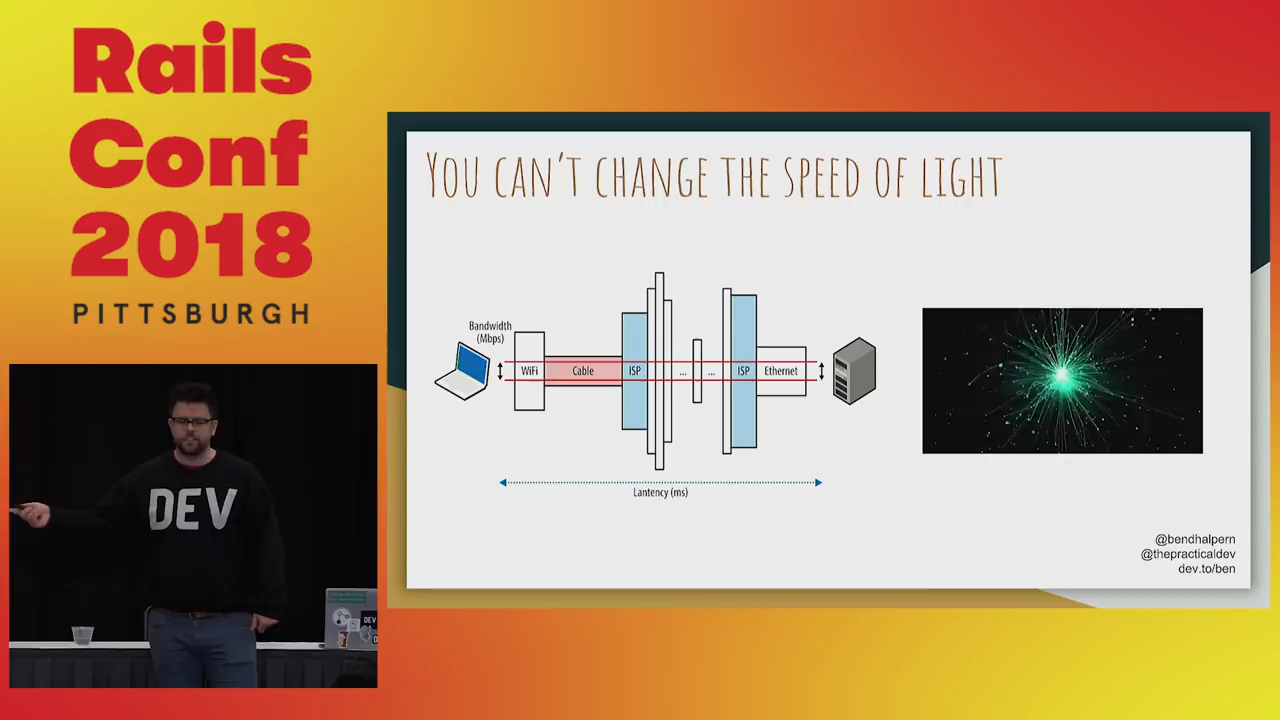 Rails
Conf
2018
PITTSBURGH
YOU CAN'T CHANGE THE SPEED OF LIGHT
Bandwidth
(Mbps)
WiFi
Cable
ISP
...
...
ISP
Ethernet
Lantency (ms)
@bendhalpern
@thepracticaldev
dev.to/ben
DEV
DEV